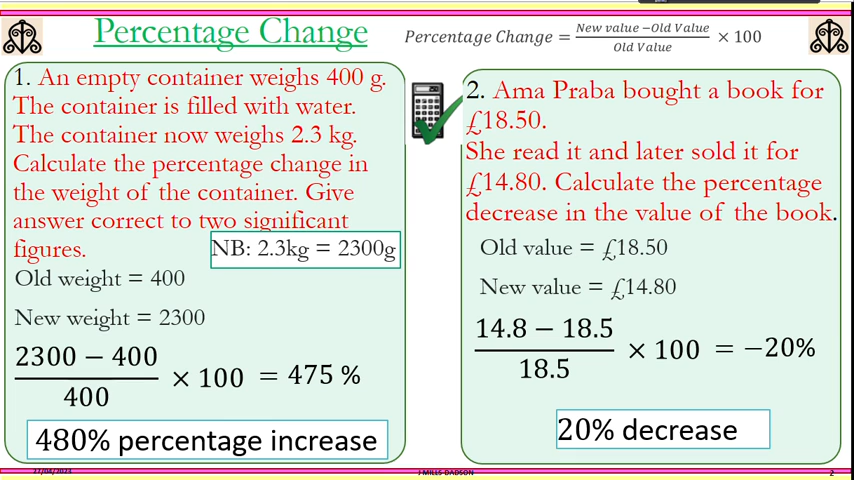 Percentage Change
Percentage Change = (New value −Old Value) / (Old Value) × 100
1. An empty container weighs 400 g.
The container is filled with water.
The container now weighs 2.3 kg.
Calculate the percentage change in
the weight of the container. Give
answer correct to two significant
figures.
NB: 2.3kg = 2300g
Old weight = 400
New weight = 2300
(2300 − 400) / 400 × 100 = 475 %
480% percentage increase
2. Ama Praba bought a book for
£18.50.
She read it and later sold it for
£14.80. Calculate the percentage
decrease in the value of the book.
Old value = £18.50
New value = £14.80
(14.8 − 18.5) / 18.5 × 100 = −20%
20% decrease
J MILLS-DADSON
2